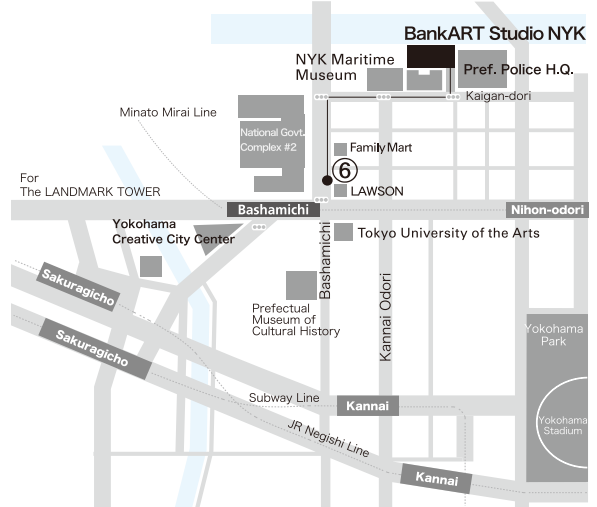 BankART Studio NYK
NYK Maritime
Museum
Pref. Police H.Q.
Kaigan-dori
Minato Mirai Line
National Govt.
Complex #2
Family Mart
6
For
The LANDMARK TOWER
LAWSON
Bashamichi
Nihon-odori
Yokohama
Creative City Center
Tokyo University of the Arts
Bashamichi
Kannai Odori
Sakuragicho
Prefectual
Museum of
Cultural History
Sakuragicho
Yokohama
Park
Subway Line
Kannai
Yokohama
Stadium
JR Negishi Line
Kannai